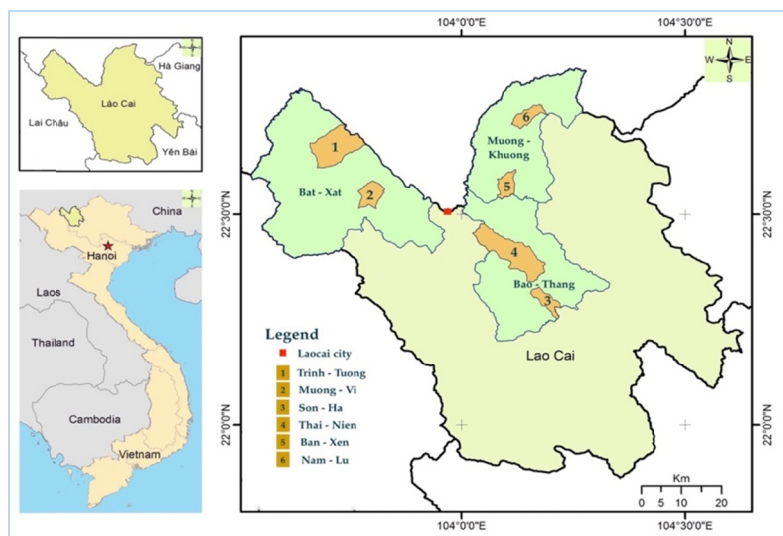 N
Hà Giang
Lào Cai
Lai Châu
Yên Bái
China
Hanoi
Laos
Thailand
Cambodia
Vietnam
104°0'0"E
104°30'0"E
N
W
E
S
22°30'0"N
22°0'0"N
1
6
Muong -
Khuong
2
5
Bat - Xat
4
Bao - Thang
3
Lao Cai
Legend
Laocai city
1 Trinh - Tuong
2 Muong - Vi
3 Son - Ha
4 Thai - Nien
5 Ban - Xen
6 Nam - Lu
Km
0 5 10 20
22°30'0"N
22°0'0"N
104°0'0"E
104°30'0"E